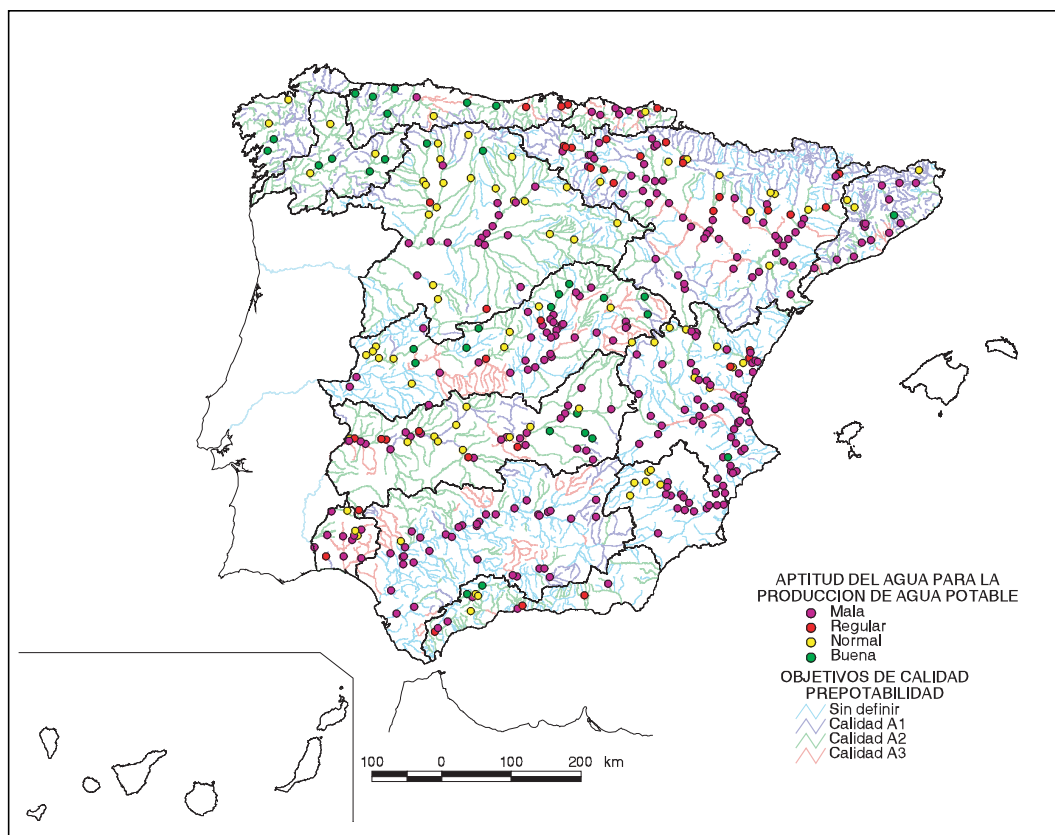 APTITUD DEL AGUA PARA LA
PRODUCCION DE AGUA POTABLE
Mala
Regular
Normal
Buena
OBJETIVOS DE CALIDAD
PREPOTABILIDAD
Sin definir
Calidad A1
Calidad A2
Calidad A3
100 0 100 200 km